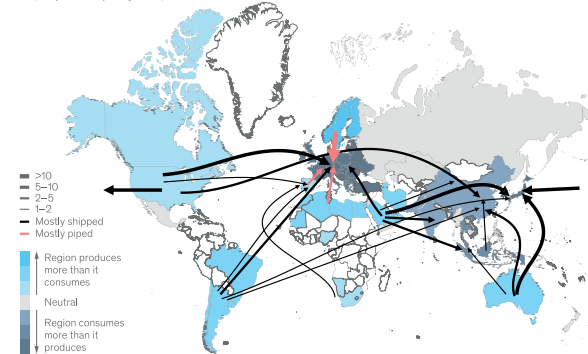 >10
5–10
2–5
1–2
Mostly shipped
Mostly piped
Region produces
more than it
consumes
Neutral
Region consumes
more than it
produces